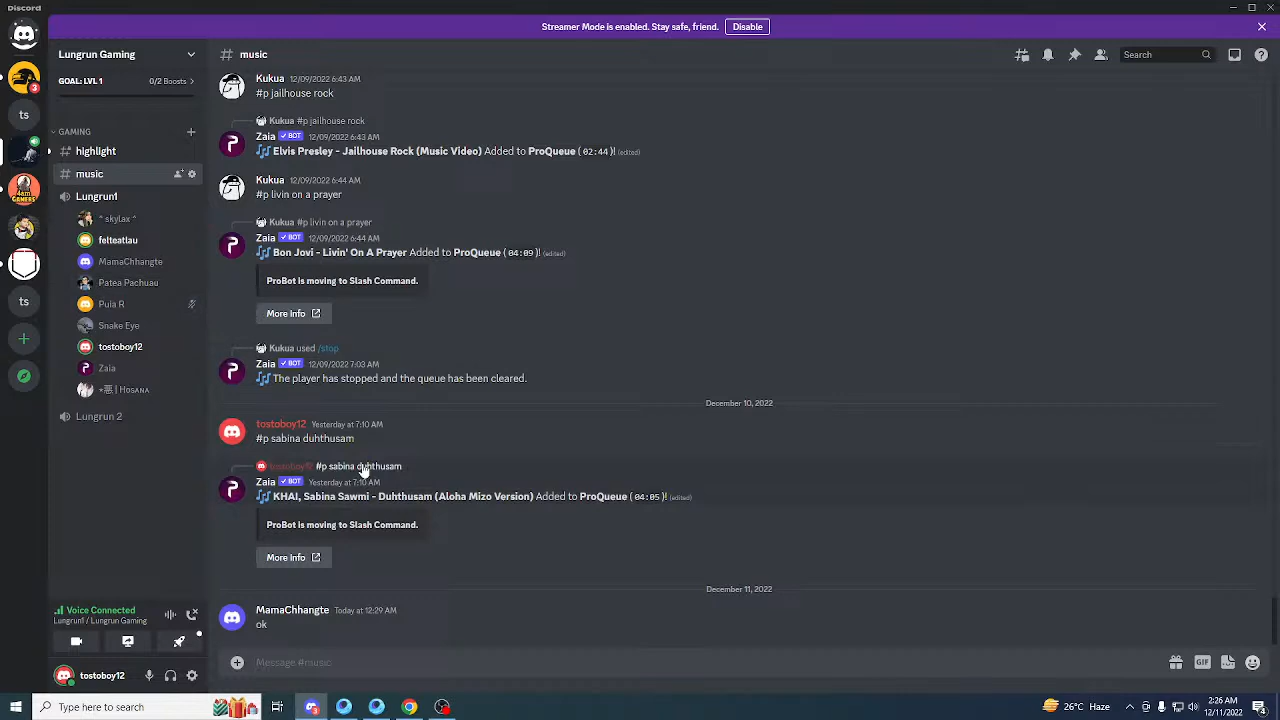 Discord
Streamer Mode is enabled. Stay safe, friend. Disable
Lungrun Gaming
music
Search
GOAL: LVL 1 0/2 Boosts
GAMING
highlight
music
Lungrun1
^ skylax ^
felteatlau
MamaChhangte
Patea Pachuau
Puia R
Snake Eye
tostoboy12
Zaia
Lungrun 2
Kukua 12/09/2022 6:43 AM
#p jailhouse rock
Kukua #p jailhouse rock
Zaia BOT 12/09/2022 6:43 AM
Elvis Presley - Jailhouse Rock (Music Video) Added to ProQueue ( 02:44 )! (edited)
Kukua 12/09/2022 6:44 AM
#p livin on a prayer
Kukua #p livin on a prayer
Zaia BOT 12/09/2022 6:44 AM
Bon Jovi - Livin' On A Prayer Added to ProQueue ( 04:09 )! (edited)
ProBot is moving to Slash Command.
More Info
Kukua used /stop
Zaia BOT 12/09/2022 7:03 AM
The player has stopped and the queue has been cleared.
December 10, 2022
tostoboy12 Yesterday at 7:10 AM
#p sabina duhthusam
#p sabina duhthusam
Zaia BOT Yesterday at 7:10 AM
KHAI, Sabina Sawmi - Duhthusam (Aloha Mizo Version) Added to ProQueue ( 04:05 )! (edited)
ProBot is moving to Slash Command.
More Info
December 11, 2022
MamaChhangte Today at 12:29 AM
ok
Voice Connected
Lungrun1 / Lungrun Gaming
tostoboy12
Message #music
GIF
Type here to search
26°C Haze
2:26 AM
12/11/2022
ts
ts
3
4am
GAMERS